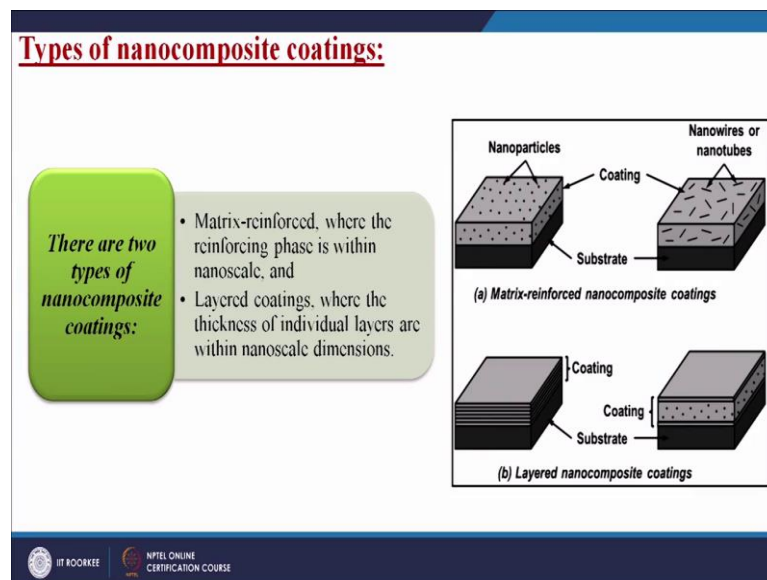 Types of nanocomposite coatings:
There are two
types of
nanocomposite
coatings:
• Matrix-reinforced, where the
reinforcing phase is within
nanoscale, and
• Layered coatings, where the
thickness of individual layers are
within nanoscale dimensions.
Nanoparticles
Nanowires or
nanotubes
Coating
Substrate
(a) Matrix-reinforced nanocomposite coatings
Coating
Coating
Substrate
(b) Layered nanocomposite coatings
IIT ROORKEE
NPTEL ONLINE
CERTIFICATION COURSE